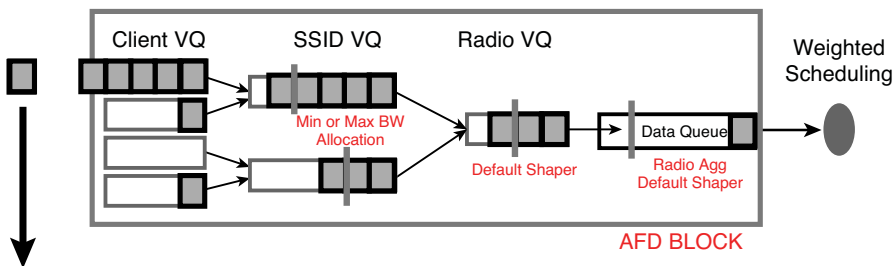 Client VQ
SSID VQ
Radio VQ
Weighted
Scheduling
Min or Max BW
Allocation
Data Queue
Default Shaper
Radio Agg
Default Shaper
AFD BLOCK